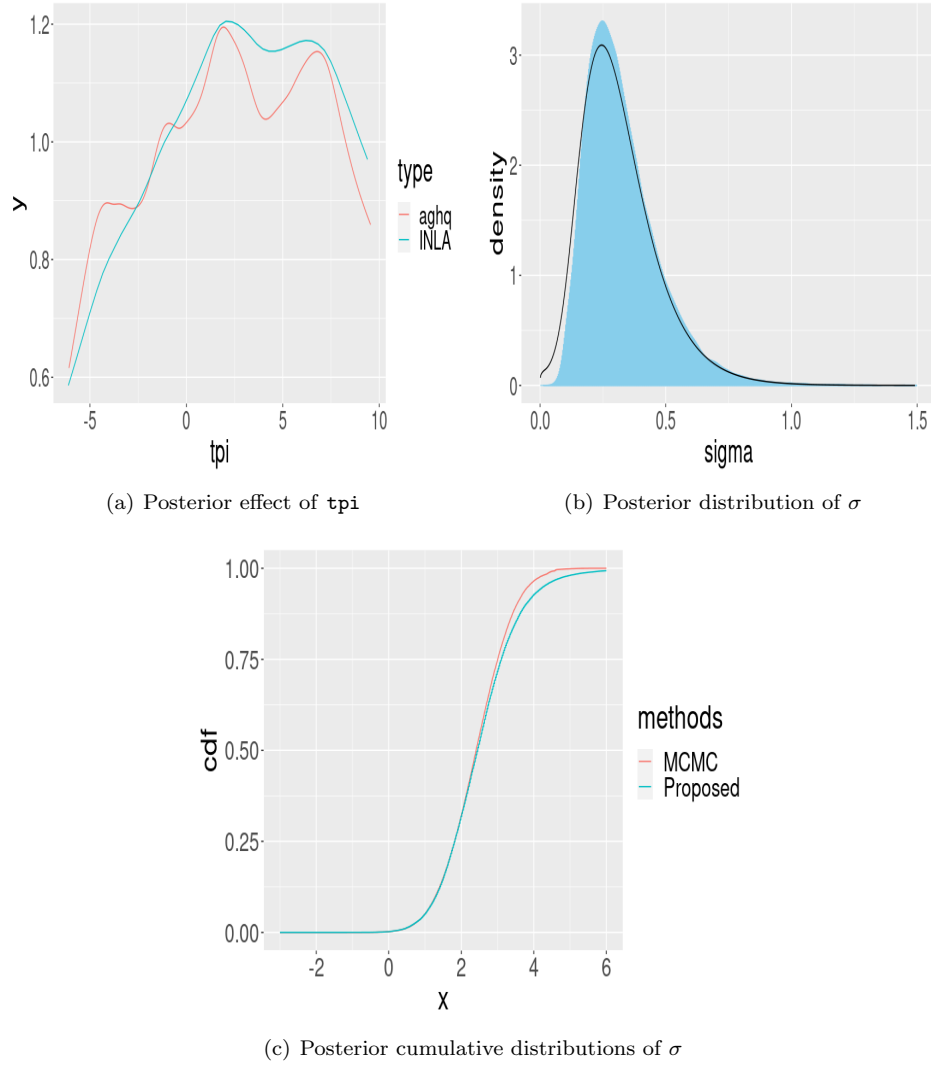 1.2
1.0
0.8
0.6
y
-5 0 5 10
tpi
type
aghq
INLA
(a) Posterior effect of tpi
3
2
1
0
density
0.0 0.5 1.0 1.5
sigma
(b) Posterior distribution of σ
1.00
0.75
0.50
0.25
0.00
cdf
-2 0 2 4 6
x
methods
MCMC
Proposed
(c) Posterior cumulative distributions of σ